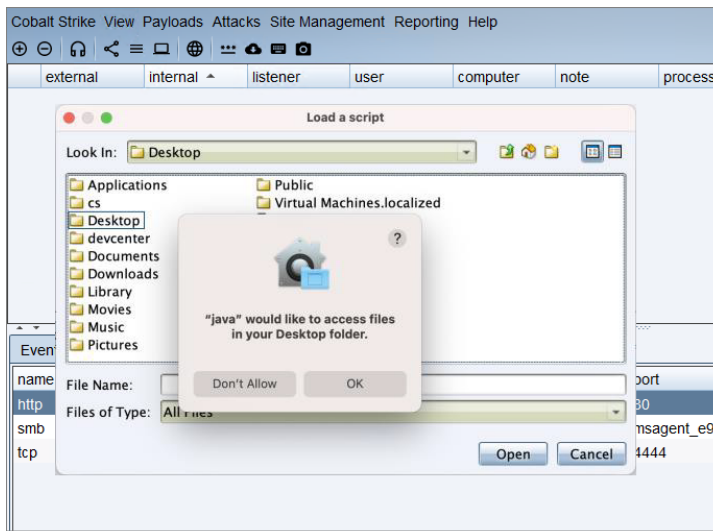 Cobalt Strike View Payloads Attacks Site Management Reporting Help
external internal listener user computer note process
Load a script
Look In: Desktop
Applications Public
cs Virtual Machines.localized
Desktop
devcenter
Documents
Downloads
Library
Movies
Music
Pictures
?
"java" would like to access files
in your Desktop folder.
Don't Allow OK
Even
name port
File Name:
http 80
Files of Type: All Files
smb msagent_e9
tcp 4444
Open Cancel